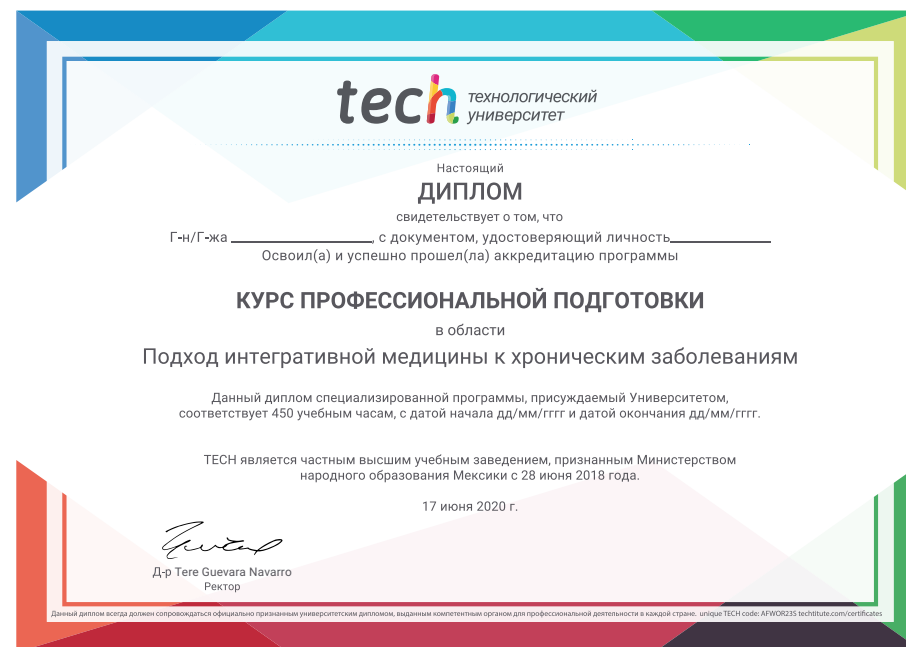 tech технологический университет
Настоящий
ДИПЛОМ
свидетельствует о том, что
Г-н/Г-жа ____________________, с документом, удостоверяющий личность______________
Освоил(а) и успешно прошел(ла) аккредитацию программы
КУРС ПРОФЕССИОНАЛЬНОЙ ПОДГОТОВКИ
в области
Подход интегративной медицины к хроническим заболеваниям
Данный диплом специализированной программы, присуждаемый Университетом,
соответствует 450 учебным часам, с датой начала дд/мм/гггг и датой окончания дд/мм/гггг.
TECH является частным высшим учебным заведением, признанным Министерством
народного образования Мексики с 28 июня 2018 года.
17 июня 2020 г.
Д-р Tere Guevara Navarro
Ректор
Данный диплом всегда должен сопровождаться официально признанным университетским дипломом, выданным компетентным органом для профессиональной деятельности в каждой стране. unique TECH code: AFWOR23S techtitute.com/certificates